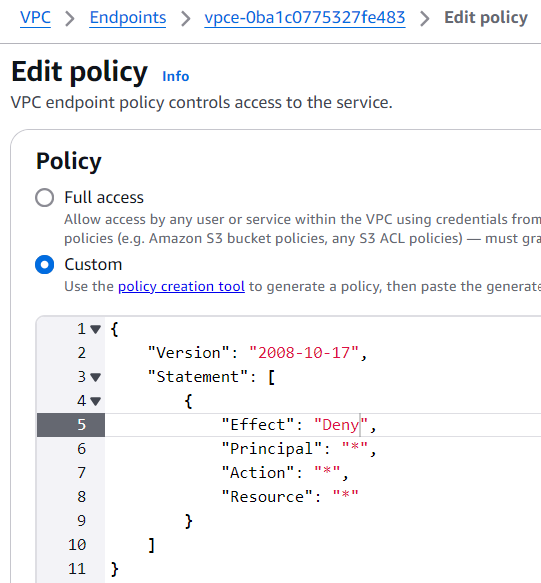 VPC > Endpoints > vpce-0ba1c0775327fe483 > Edit policy
Edit policy Info
VPC endpoint policy controls access to the service.
Policy
Full access
Allow access by any user or service within the VPC using credentials from
policies (e.g. Amazon S3 bucket policies, any S3 ACL policies) — must gra
Custom
Use the policy creation tool to generate a policy, then paste the generate
1 {
2 "Version": "2008-10-17",
3 "Statement": [
4 {
5 "Effect": "Deny",
6 "Principal": "*",
7 "Action": "*",
8 "Resource": "*"
9 }
10 ]
11 }